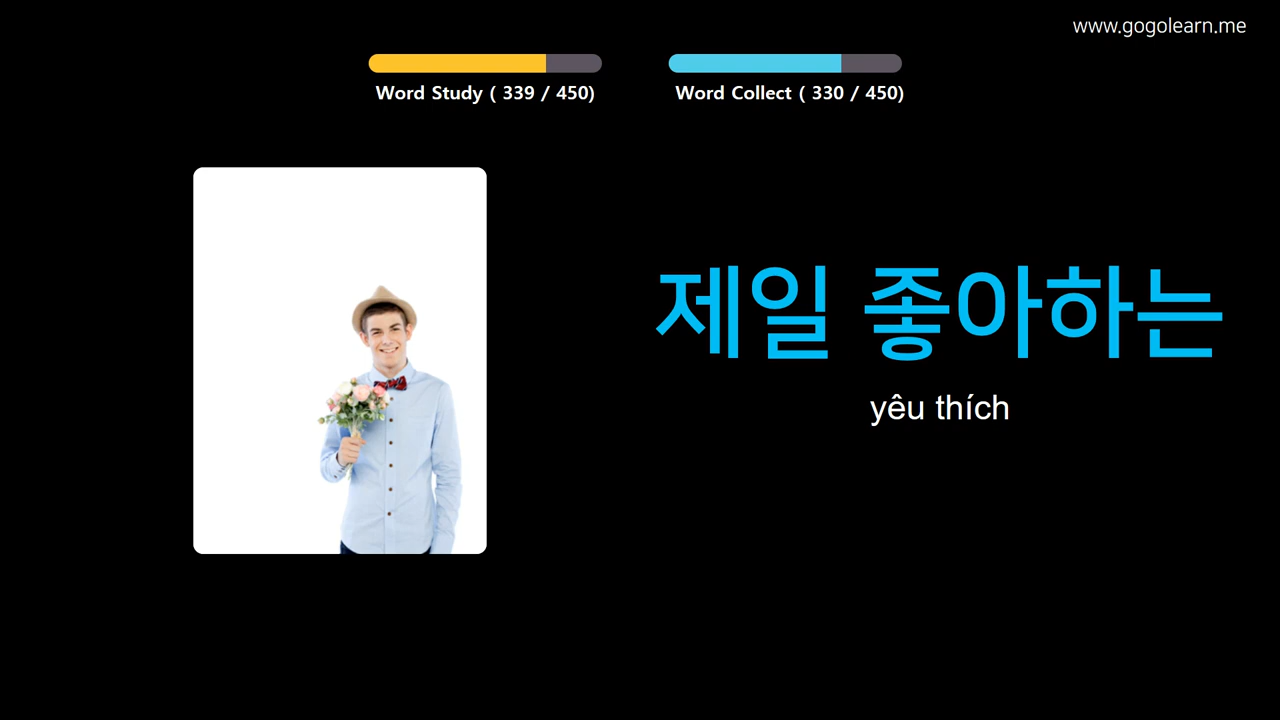 www.gogolearn.me
Word Study ( 339 / 450)
Word Collect ( 330 / 450)
제일 좋아하는
yêu thích